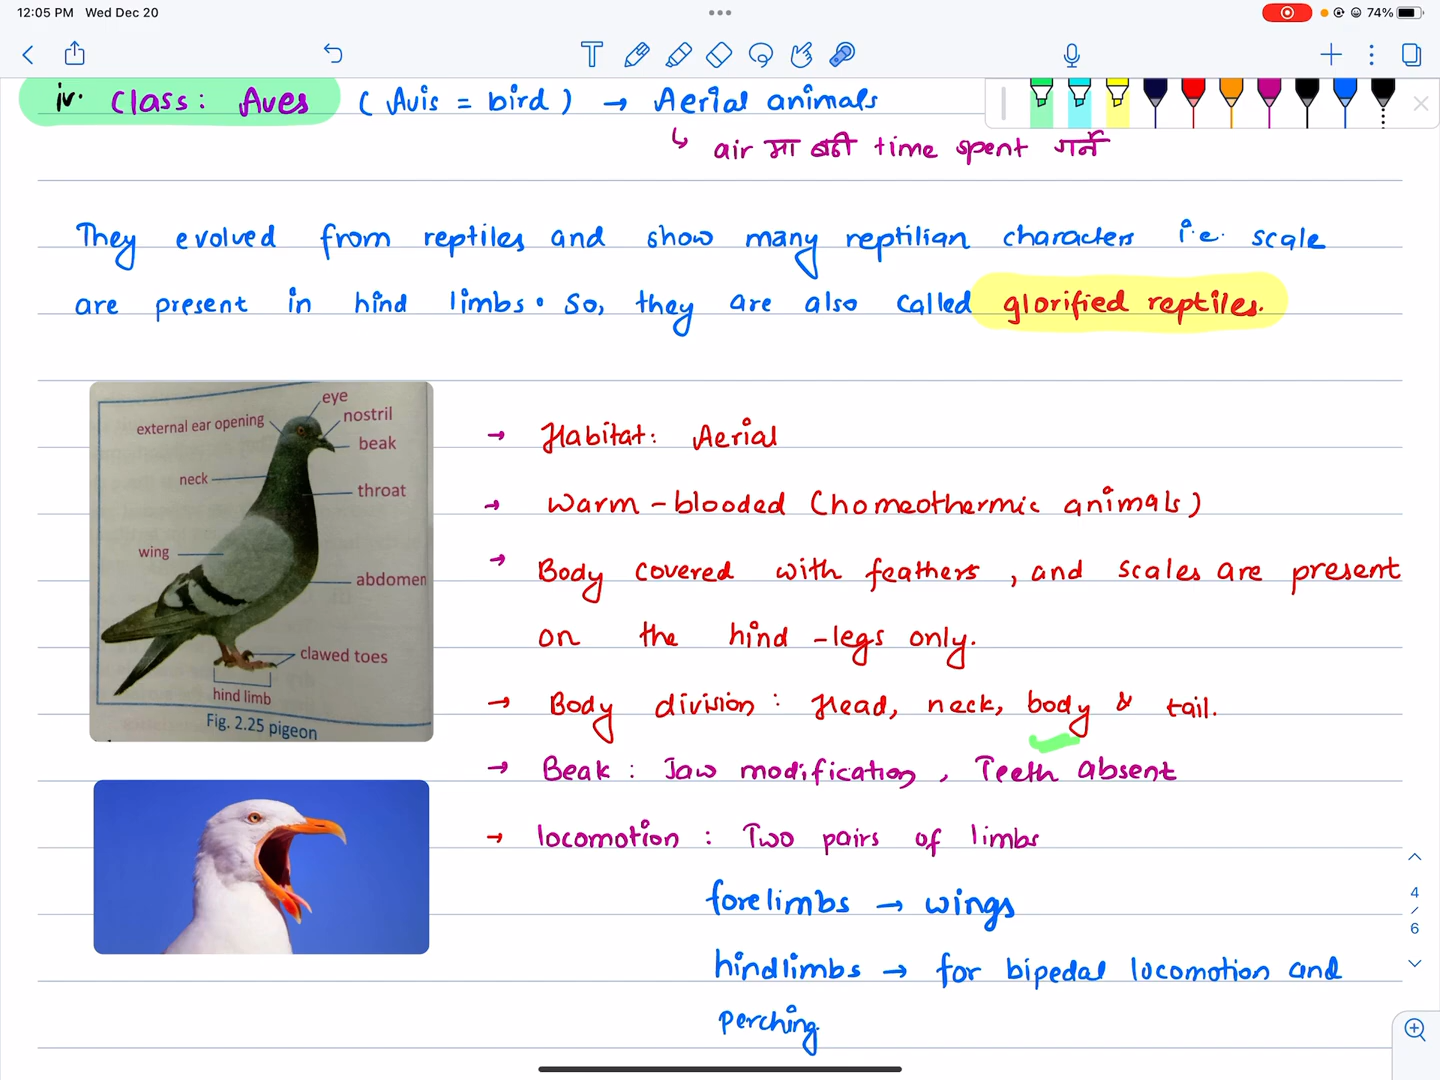 12:05 PM Wed Dec 20
74%
iv. Class: Aves (Avis = bird) → Aerial animals
↳ air मा बढी time spent गर्ने
They evolved from reptiles and show many reptilian characters i.e. scale
are present in hind limbs. So, they are also called glorified reptiles.
eye
external ear opening
nostril
beak
neck
throat
wing
abdomen
clawed toes
hind limb
Fig. 2.25 pigeon
→ Habitat: Aerial
→ Warm-blooded (homeothermic animals)
→ Body covered with feathers, and scales are present
on the hind-legs only.
→ Body division: Head, neck, body & tail.
→ Beak: Jaw modification, Teeth absent
→ locomotion: Two pairs of limbs
forelimbs → wings
hindlimbs → for bipedal locomotion and
perching
4
/
6